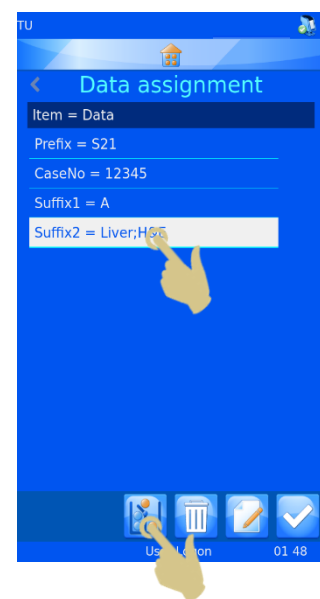 TU
Data assignment
Item = Data
Prefix = S21
CaseNo = 12345
Suffix1 = A
Suffix2 = Liver;H&E
01 48